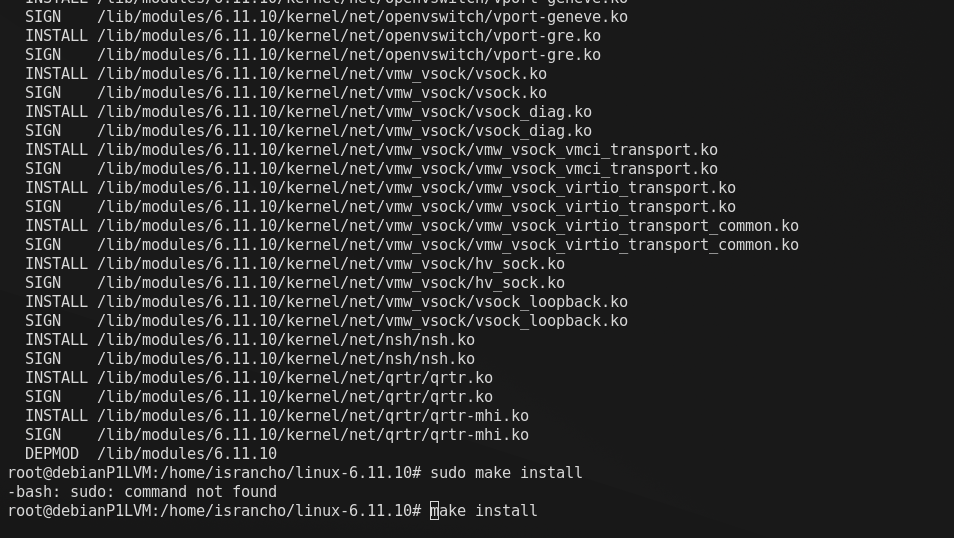 INSTALL /lib/modules/6.11.10/kernel/net/openvswitch/vport-geneve.ko
SIGN    /lib/modules/6.11.10/kernel/net/openvswitch/vport-geneve.ko
INSTALL /lib/modules/6.11.10/kernel/net/openvswitch/vport-gre.ko
SIGN    /lib/modules/6.11.10/kernel/net/openvswitch/vport-gre.ko
INSTALL /lib/modules/6.11.10/kernel/net/vmw_vsock/vsock.ko
SIGN    /lib/modules/6.11.10/kernel/net/vmw_vsock/vsock.ko
INSTALL /lib/modules/6.11.10/kernel/net/vmw_vsock/vsock_diag.ko
SIGN    /lib/modules/6.11.10/kernel/net/vmw_vsock/vsock_diag.ko
INSTALL /lib/modules/6.11.10/kernel/net/vmw_vsock/vmw_vsock_vmci_transport.ko
SIGN    /lib/modules/6.11.10/kernel/net/vmw_vsock/vmw_vsock_vmci_transport.ko
INSTALL /lib/modules/6.11.10/kernel/net/vmw_vsock/vmw_vsock_virtio_transport.ko
SIGN    /lib/modules/6.11.10/kernel/net/vmw_vsock/vmw_vsock_virtio_transport.ko
INSTALL /lib/modules/6.11.10/kernel/net/vmw_vsock/vmw_vsock_virtio_transport_common.ko
SIGN    /lib/modules/6.11.10/kernel/net/vmw_vsock/vmw_vsock_virtio_transport_common.ko
INSTALL /lib/modules/6.11.10/kernel/net/vmw_vsock/hv_sock.ko
SIGN    /lib/modules/6.11.10/kernel/net/vmw_vsock/hv_sock.ko
INSTALL /lib/modules/6.11.10/kernel/net/vmw_vsock/vsock_loopback.ko
SIGN    /lib/modules/6.11.10/kernel/net/vmw_vsock/vsock_loopback.ko
INSTALL /lib/modules/6.11.10/kernel/net/nsh/nsh.ko
SIGN    /lib/modules/6.11.10/kernel/net/nsh/nsh.ko
INSTALL /lib/modules/6.11.10/kernel/net/qrtr/qrtr.ko
SIGN    /lib/modules/6.11.10/kernel/net/qrtr/qrtr.ko
INSTALL /lib/modules/6.11.10/kernel/net/qrtr/qrtr-mhi.ko
SIGN    /lib/modules/6.11.10/kernel/net/qrtr/qrtr-mhi.ko
DEPMOD  /lib/modules/6.11.10
root@debianP1LVM:/home/israncho/linux-6.11.10# sudo make install
-bash: sudo: command not found
root@debianP1LVM:/home/israncho/linux-6.11.10# make install